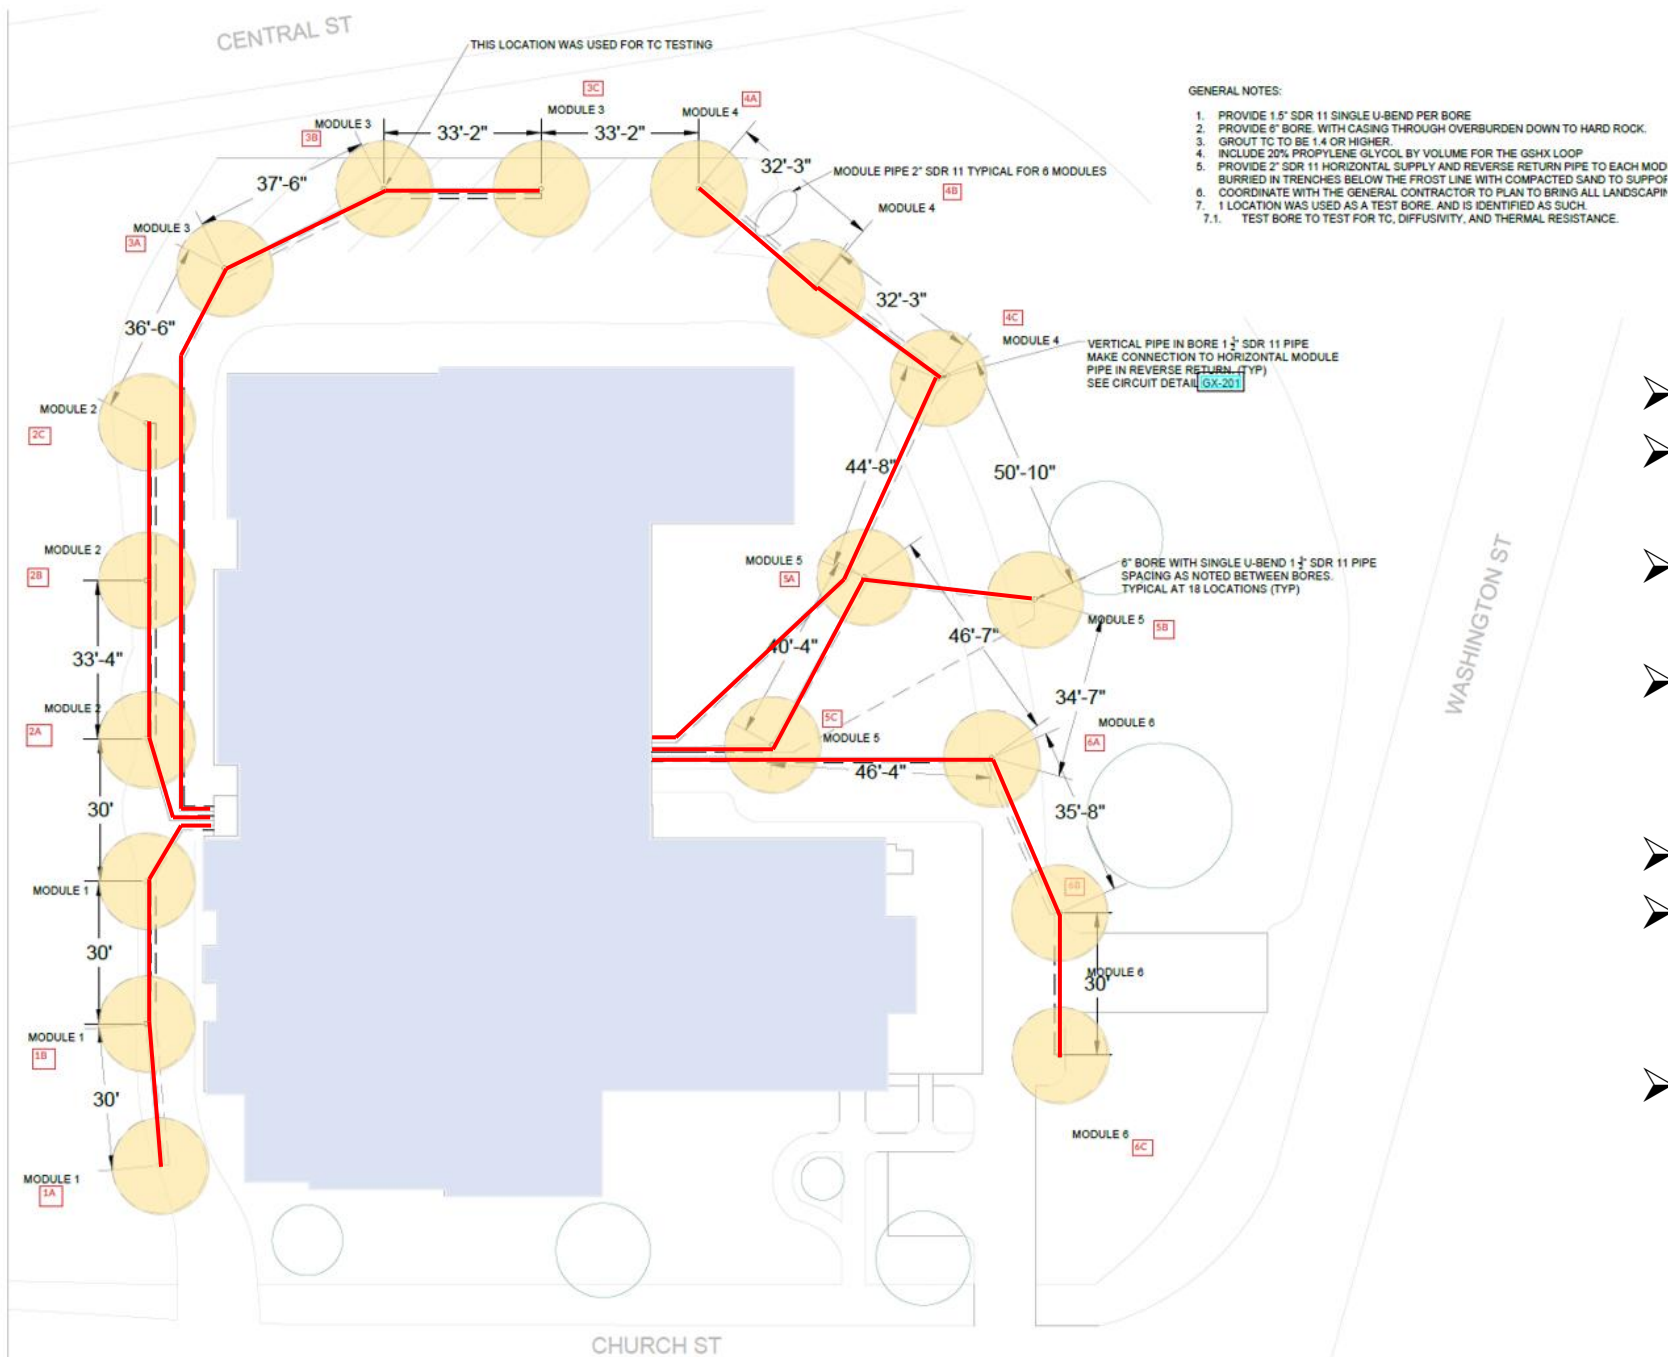 CENTRAL ST
THIS LOCATION WAS USED FOR TC TESTING
GENERAL NOTES:
1. PROVIDE 1.5" SDR 11 SINGLE U-BEND PER BORE
2. PROVIDE 6" BORE. WITH CASING THROUGH OVERBURDEN DOWN TO HARD ROCK.
3. GROUT TC TO BE 1.4 OR HIGHER.
4. INCLUDE 20% PROPYLENE GLYCOL BY VOLUME FOR THE GSHX LOOP
5. PROVIDE 2" SDR 11 HORIZONTAL SUPPLY AND REVERSE RETURN PIPE TO EACH MOD
BURRIED IN TRENCHES BELOW THE FROST LINE WITH COMPACTED SAND TO SUPPOR
6. COORDINATE WITH THE GENERAL CONTRACTOR TO PLAN TO BRING ALL LANDSCAPIN
7. 1 LOCATION WAS USED AS A TEST BORE. AND IS IDENTIFIED AS SUCH.
7.1. TEST BORE TO TEST FOR TC, DIFFUSIVITY, AND THERMAL RESISTANCE.
3C
MODULE 3
4A
MODULE 4
MODULE 3
3B
33'-2"
33'-2"
32'-3"
MODULE PIPE 2" SDR 11 TYPICAL FOR 6 MODULES
4B
MODULE 4
37'-6"
MODULE 3
3A
36'-6"
32'-3"
4C
MODULE 4
VERTICAL PIPE IN BORE 1 1/2" SDR 11 PIPE
MAKE CONNECTION TO HORIZONTAL MODULE
PIPE IN REVERSE RETURN. (TYP)
SEE CIRCUIT DETAIL GX-201
MODULE 2
2C
44'-8"
50'-10"
MODULE 2
2B
MODULE 5
5A
6" BORE WITH SINGLE U-BEND 1 1/2" SDR 11 PIPE
SPACING AS NOTED BETWEEN BORES.
TYPICAL AT 18 LOCATIONS (TYP)
MODULE 5
5B
46'-7"
40'-4"
33'-4"
34'-7"
WASHINGTON ST
MODULE 2
2A
5C
MODULE 5
MODULE 6
6A
46'-4"
35'-8"
30'
MODULE 1
6B
30'
MODULE 6
30'
MODULE 1
1B
30'
MODULE 6
6C
MODULE 1
1A
CHURCH ST